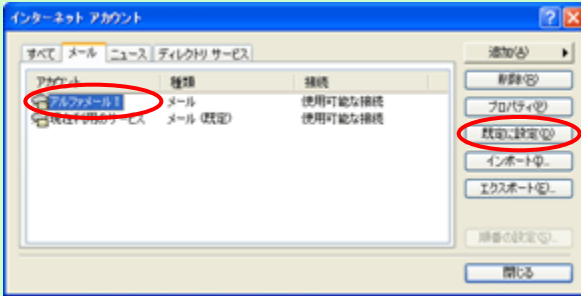 インターネット アカウント
すべて メール ニュース ディレクトリ サービス
アカウント 種類 接続
アルファメール メール 使用可能な接続
現在利用のサービス メール (既定) 使用可能な接続
追加(A)
削除(R)
プロパティ(P)
既定に設定(D)
インポート(I)...
エクスポート(E)...
順番の設定(S)...
閉じる